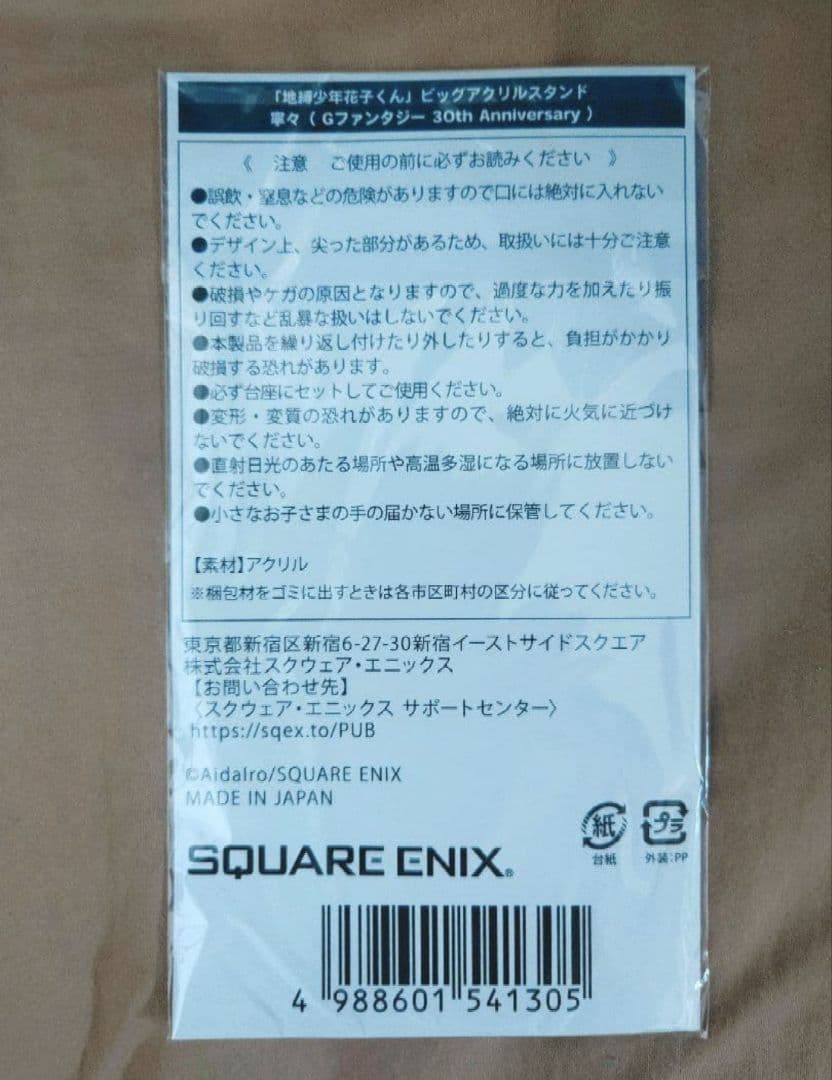 「地縛少年花子くん」ビッグアクリルスタンド
寧々（Gファンタジー 30th Anniversary）
《 注意 ご使用の前に必ずお読みください 》
●誤飲・窒息などの危険がありますので口には絶対に入れない
でください。
●デザイン上、尖った部分があるため、取扱いには十分ご注意
ください。
●破損やケガの原因となりますので、過度な力を加えたり振
り回すなど乱暴な扱いはしないでください。
●本製品を繰り返し付けたり外したりすると、負担がかかり
破損する恐れがあります。
●必ず台座にセットしてご使用ください。
●変形・変質の恐れがありますので、絶対に火気に近づけ
ないでください。
●直射日光のあたる場所や高温多湿になる場所に放置しない
でください。
●小さなお子さまの手の届かない場所に保管してください。
【素材】アクリル
※梱包材をゴミに出すときは各市区町村の区分に従ってください。
東京都新宿区新宿6-27-30新宿イーストサイドスクエア
株式会社スクウェア・エニックス
【お問い合わせ先】
〈スクウェア・エニックス サポートセンター〉
https://sqex.to/PUB
©AidaIro/SQUARE ENIX
MADE IN JAPAN
紙 プラ
台紙 外装:PP
SQUARE ENIX®
4 988601 541305